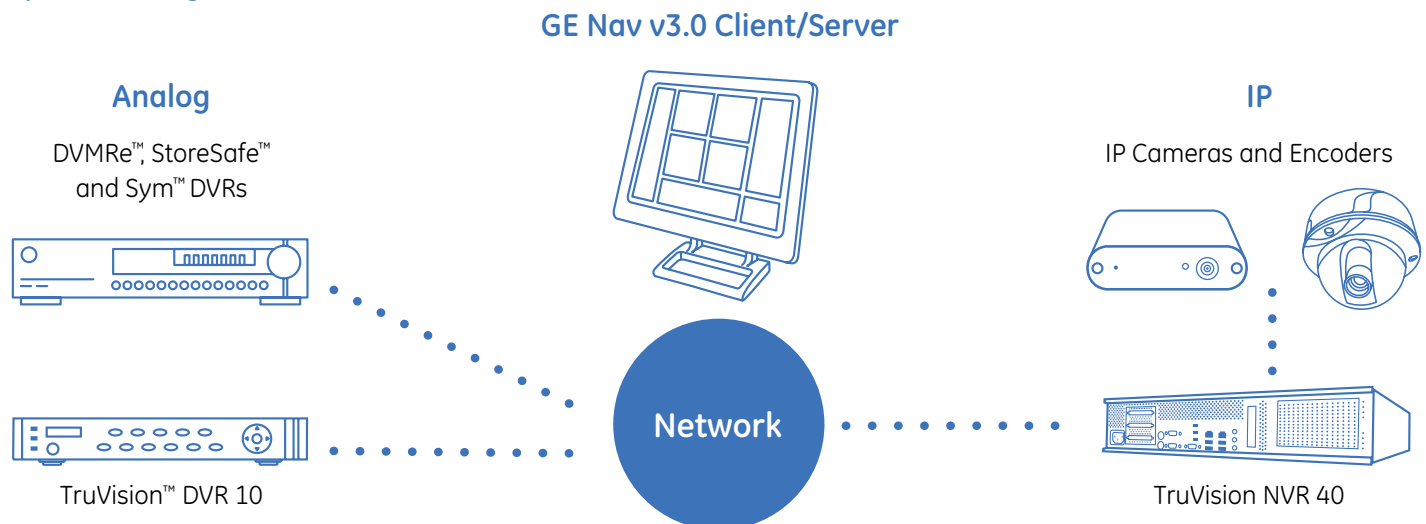 GE Nav v3.0 Client/Server
Analog
DVMRe™, StoreSafe™
and Sym™ DVRs
TruVision™ DVR 10
Network
IP
IP Cameras and Encoders
TruVision NVR 40